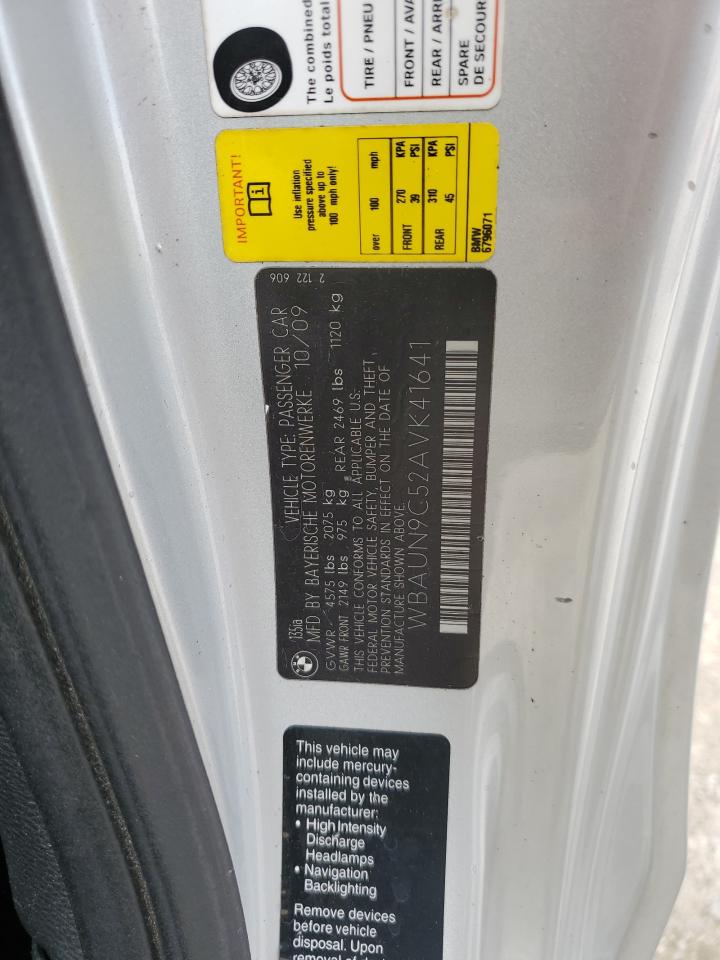 The combined
Le poids total
TIRE / PNEU
FRONT / AVA
REAR / ARRI
SPARE
DE SECOUR
IMPORTANT!
Use inflation
pressure specified
above up to
100 mph only!
over 100 mph
FRONT 270 KPA 39 PSI
REAR 310 KPA 45 PSI
BMW
6796071
2 122 606
135ia VEHICLE TYPE: PASSENGER CAR
MFD BY BAYERISCHE MOTORENWERKE 10/09
GVWR 4575 lbs 2075 kg
GAWR FRONT 2149 lbs 975 kg REAR 2469 lbs 1120 kg
THIS VEHICLE CONFORMS TO ALL APPLICABLE U.S.
FEDERAL MOTOR VEHICLE SAFETY, BUMPER AND THEFT
PREVENTION STANDARDS IN EFFECT ON THE DATE OF
MANUFACTURE SHOWN ABOVE.
WBAUN9C52AVK41641
This vehicle may
include mercury-
containing devices
installed by the
manufacturer:
• High Intensity
Discharge
Headlamps
• Navigation
Backlighting
Remove devices
before vehicle
disposal. Upon
removal of